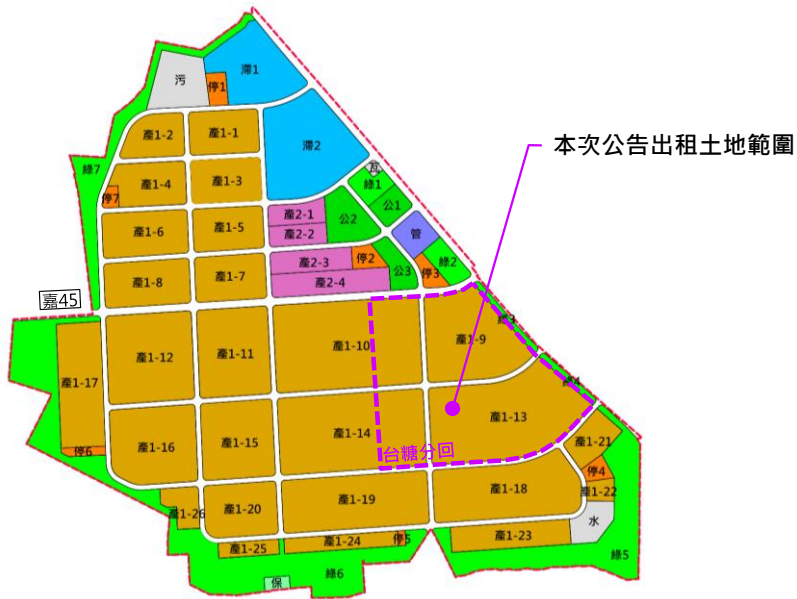 滯1
污
停1
本次公告出租土地範圍
產1-2
產1-1
滯2
綠7
瓦
產1-4
產1-3
綠1
停7
公1
產2-1
公2
產1-6
產1-5
產2-2
管
產2-3
停2
綠2
產1-8
產1-7
公3
停3
產2-4
嘉45
綠3
產1-12
產1-11
產1-10
產1-9
產1-17
綠4
產1-16
產1-15
產1-14
產1-13
停6
台糖分回
產1-21
停4
產1-26
產1-20
產1-19
產1-18
產1-22
水
產1-25
產1-24
停5
產1-23
綠5
保
綠6